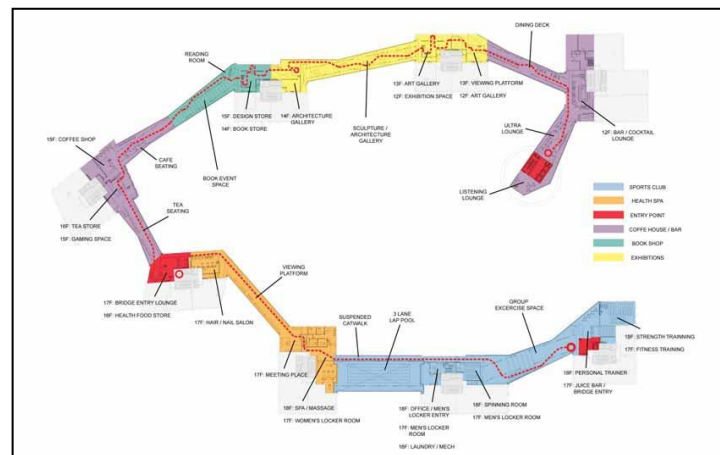 DINING DECK
READING
ROOM
13F: ART GALLERY
12F: EXHIBITION SPACE
13F: VIEWING PLATFORM
12F: ART GALLERY
15F: DESIGN STORE
14F: BOOK STORE
14F: ARCHITECTURE
GALLERY
SCULPTURE /
ARCHITECTURE
GALLERY
ULTRA
LOUNGE
12F: BAR / COCKTAIL
LOUNGE
15F: COFFEE SHOP
CAFE
SEATING
BOOK EVENT
SPACE
LISTENING
LOUNGE
TEA
SEATING
16F: TEA STORE
15F: GAMING SPACE
SPORTS CLUB
HEALTH SPA
ENTRY POINT
COFFE HOUSE / BAR
BOOK SHOP
EXHIBITIONS
VIEWING
PLATFORM
17F: BRIDGE ENTRY LOUNGE
16F: HEALTH FOOD STORE
17F: HAIR / NAIL SALON
SUSPENDED
CATWALK
3 LANE
LAP POOL
GROUP
EXCERCISE SPACE
18F: STRENGTH TRAINNING
17F: FITNESS TRAINING
17F: MEETING PLACE
18F: PERSONAL TRAINER
17F: JUICE BAR /
BRIDGE ENTRY
18F: SPA / MASSAGE
17F: WOMEN'S LOCKER ROOM
18F: OFFICE / MEN'S
LOCKER ENTRY
17F: MEN'S LOCKER
ROOM
16F: LAUNDRY / MECH
18F: SPINNING ROOM
17F: MEN'S LOCKER ROOM